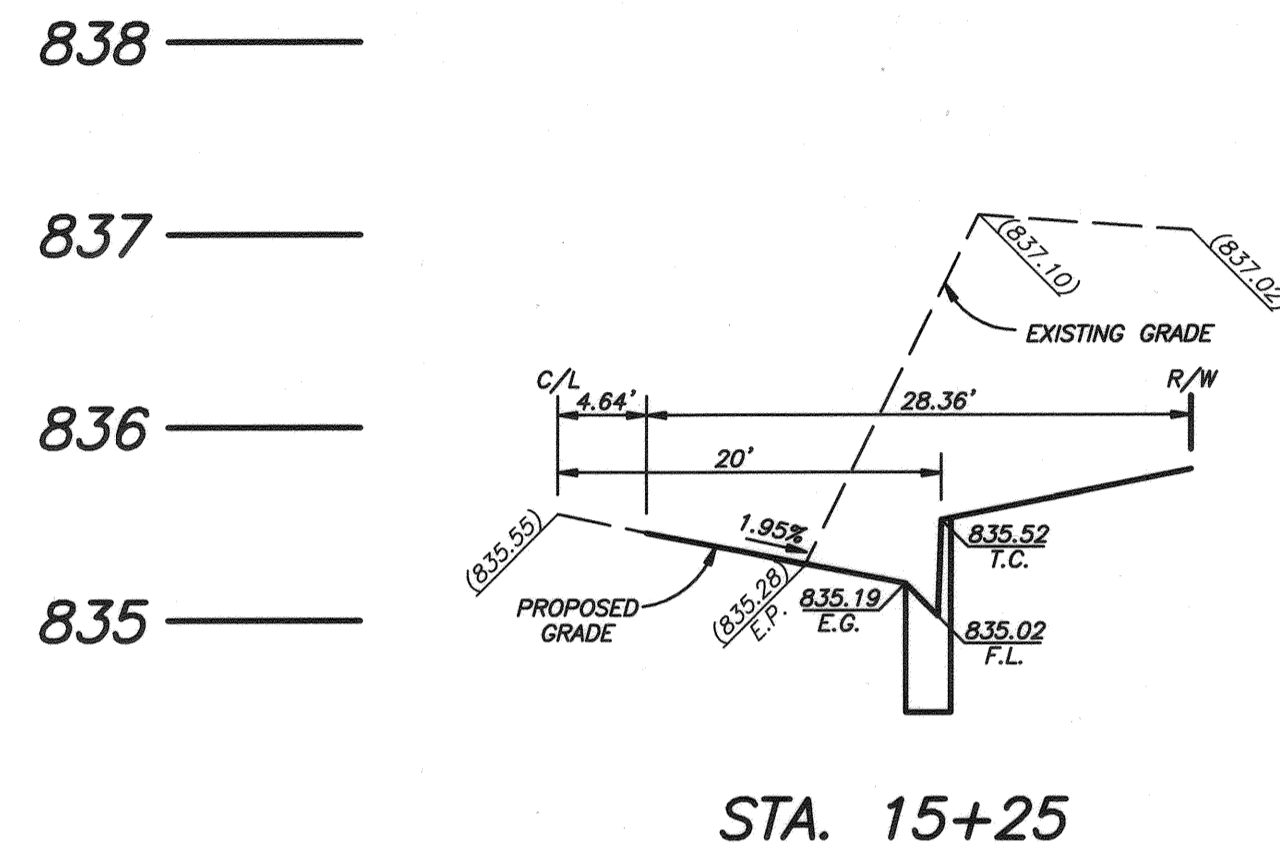 838
837
(837.10)
(837.02)
EXISTING GRADE
C/L
R/W
4.64'
28.36'
836
20'
1.95%
(835.55)
835.52
T.C.
PROPOSED
GRADE
(835.28)
E.P.
835.19
E.G.
835
835.02
F.L.
STA. 15+25